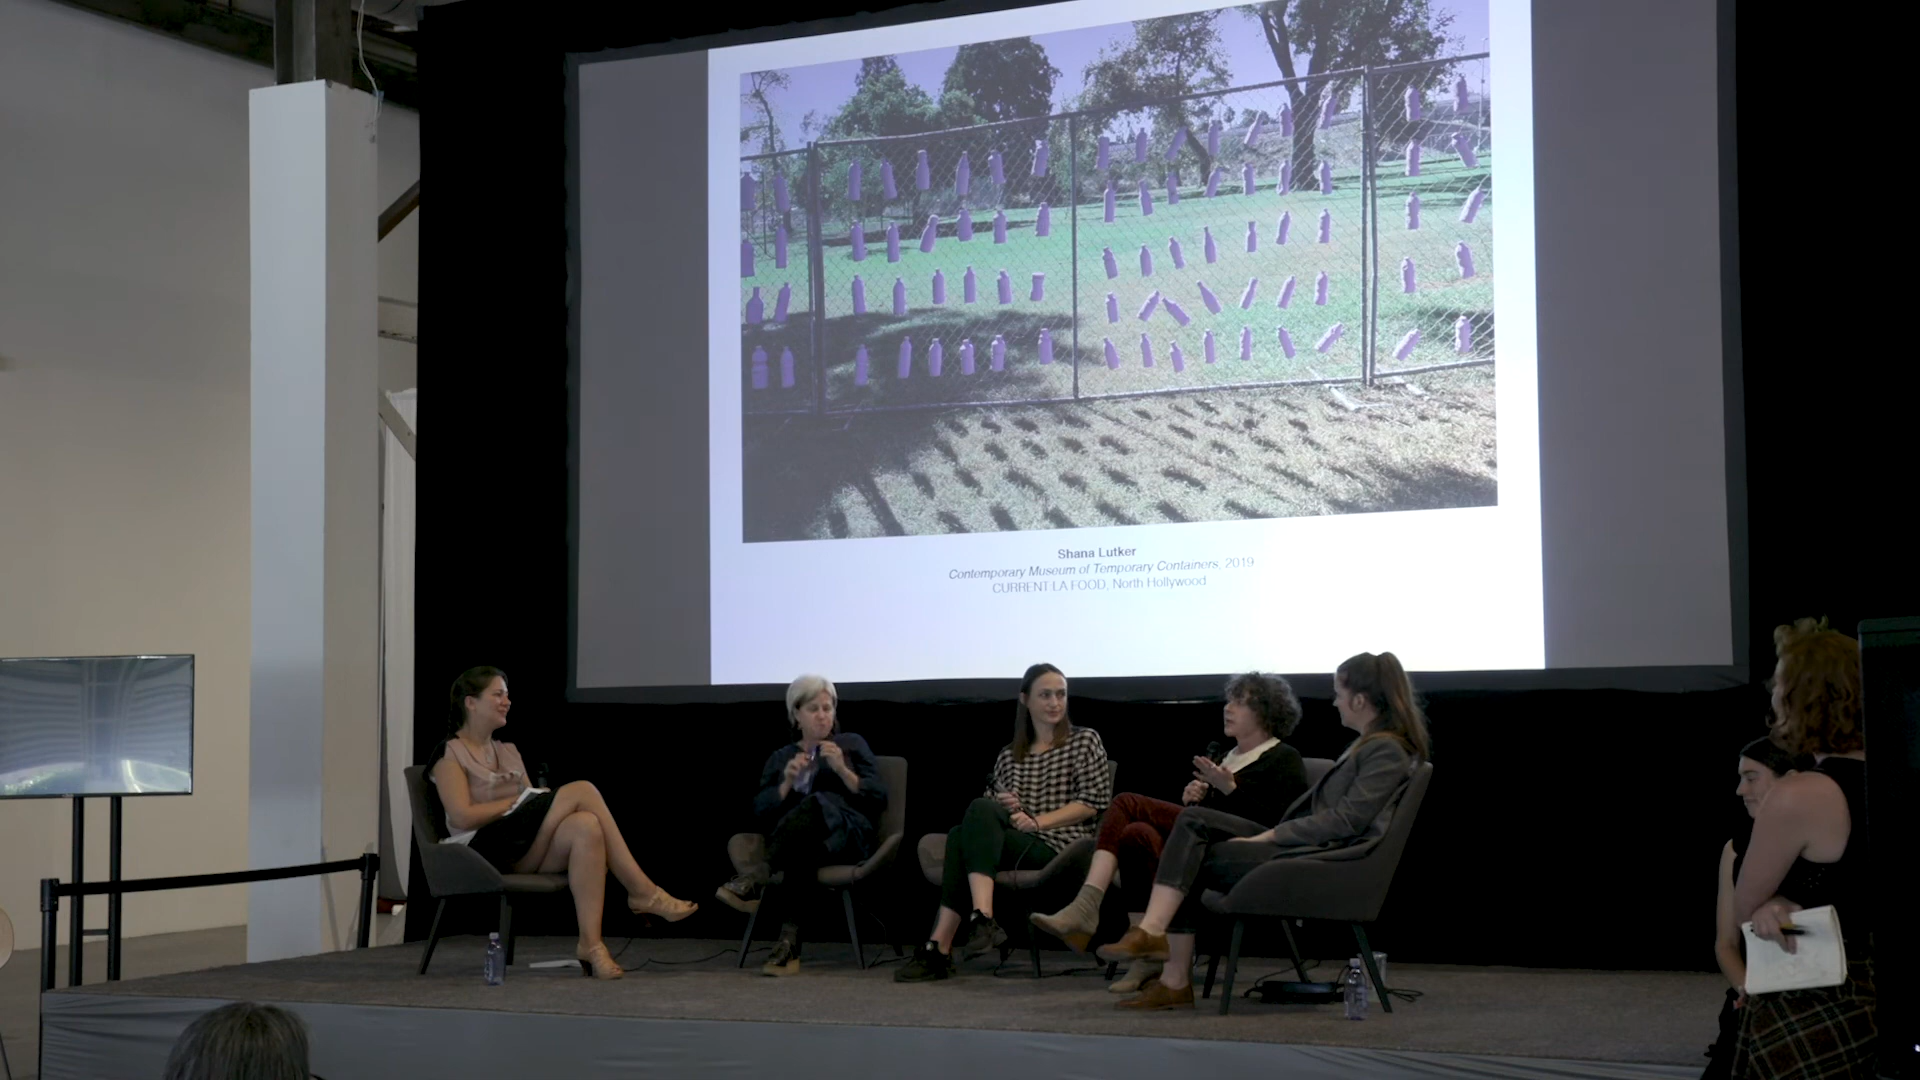 Shana Lutker
Contemporary Museum of Temporary Containers, 2019
CURRENT:LA FOOD, North Hollywood